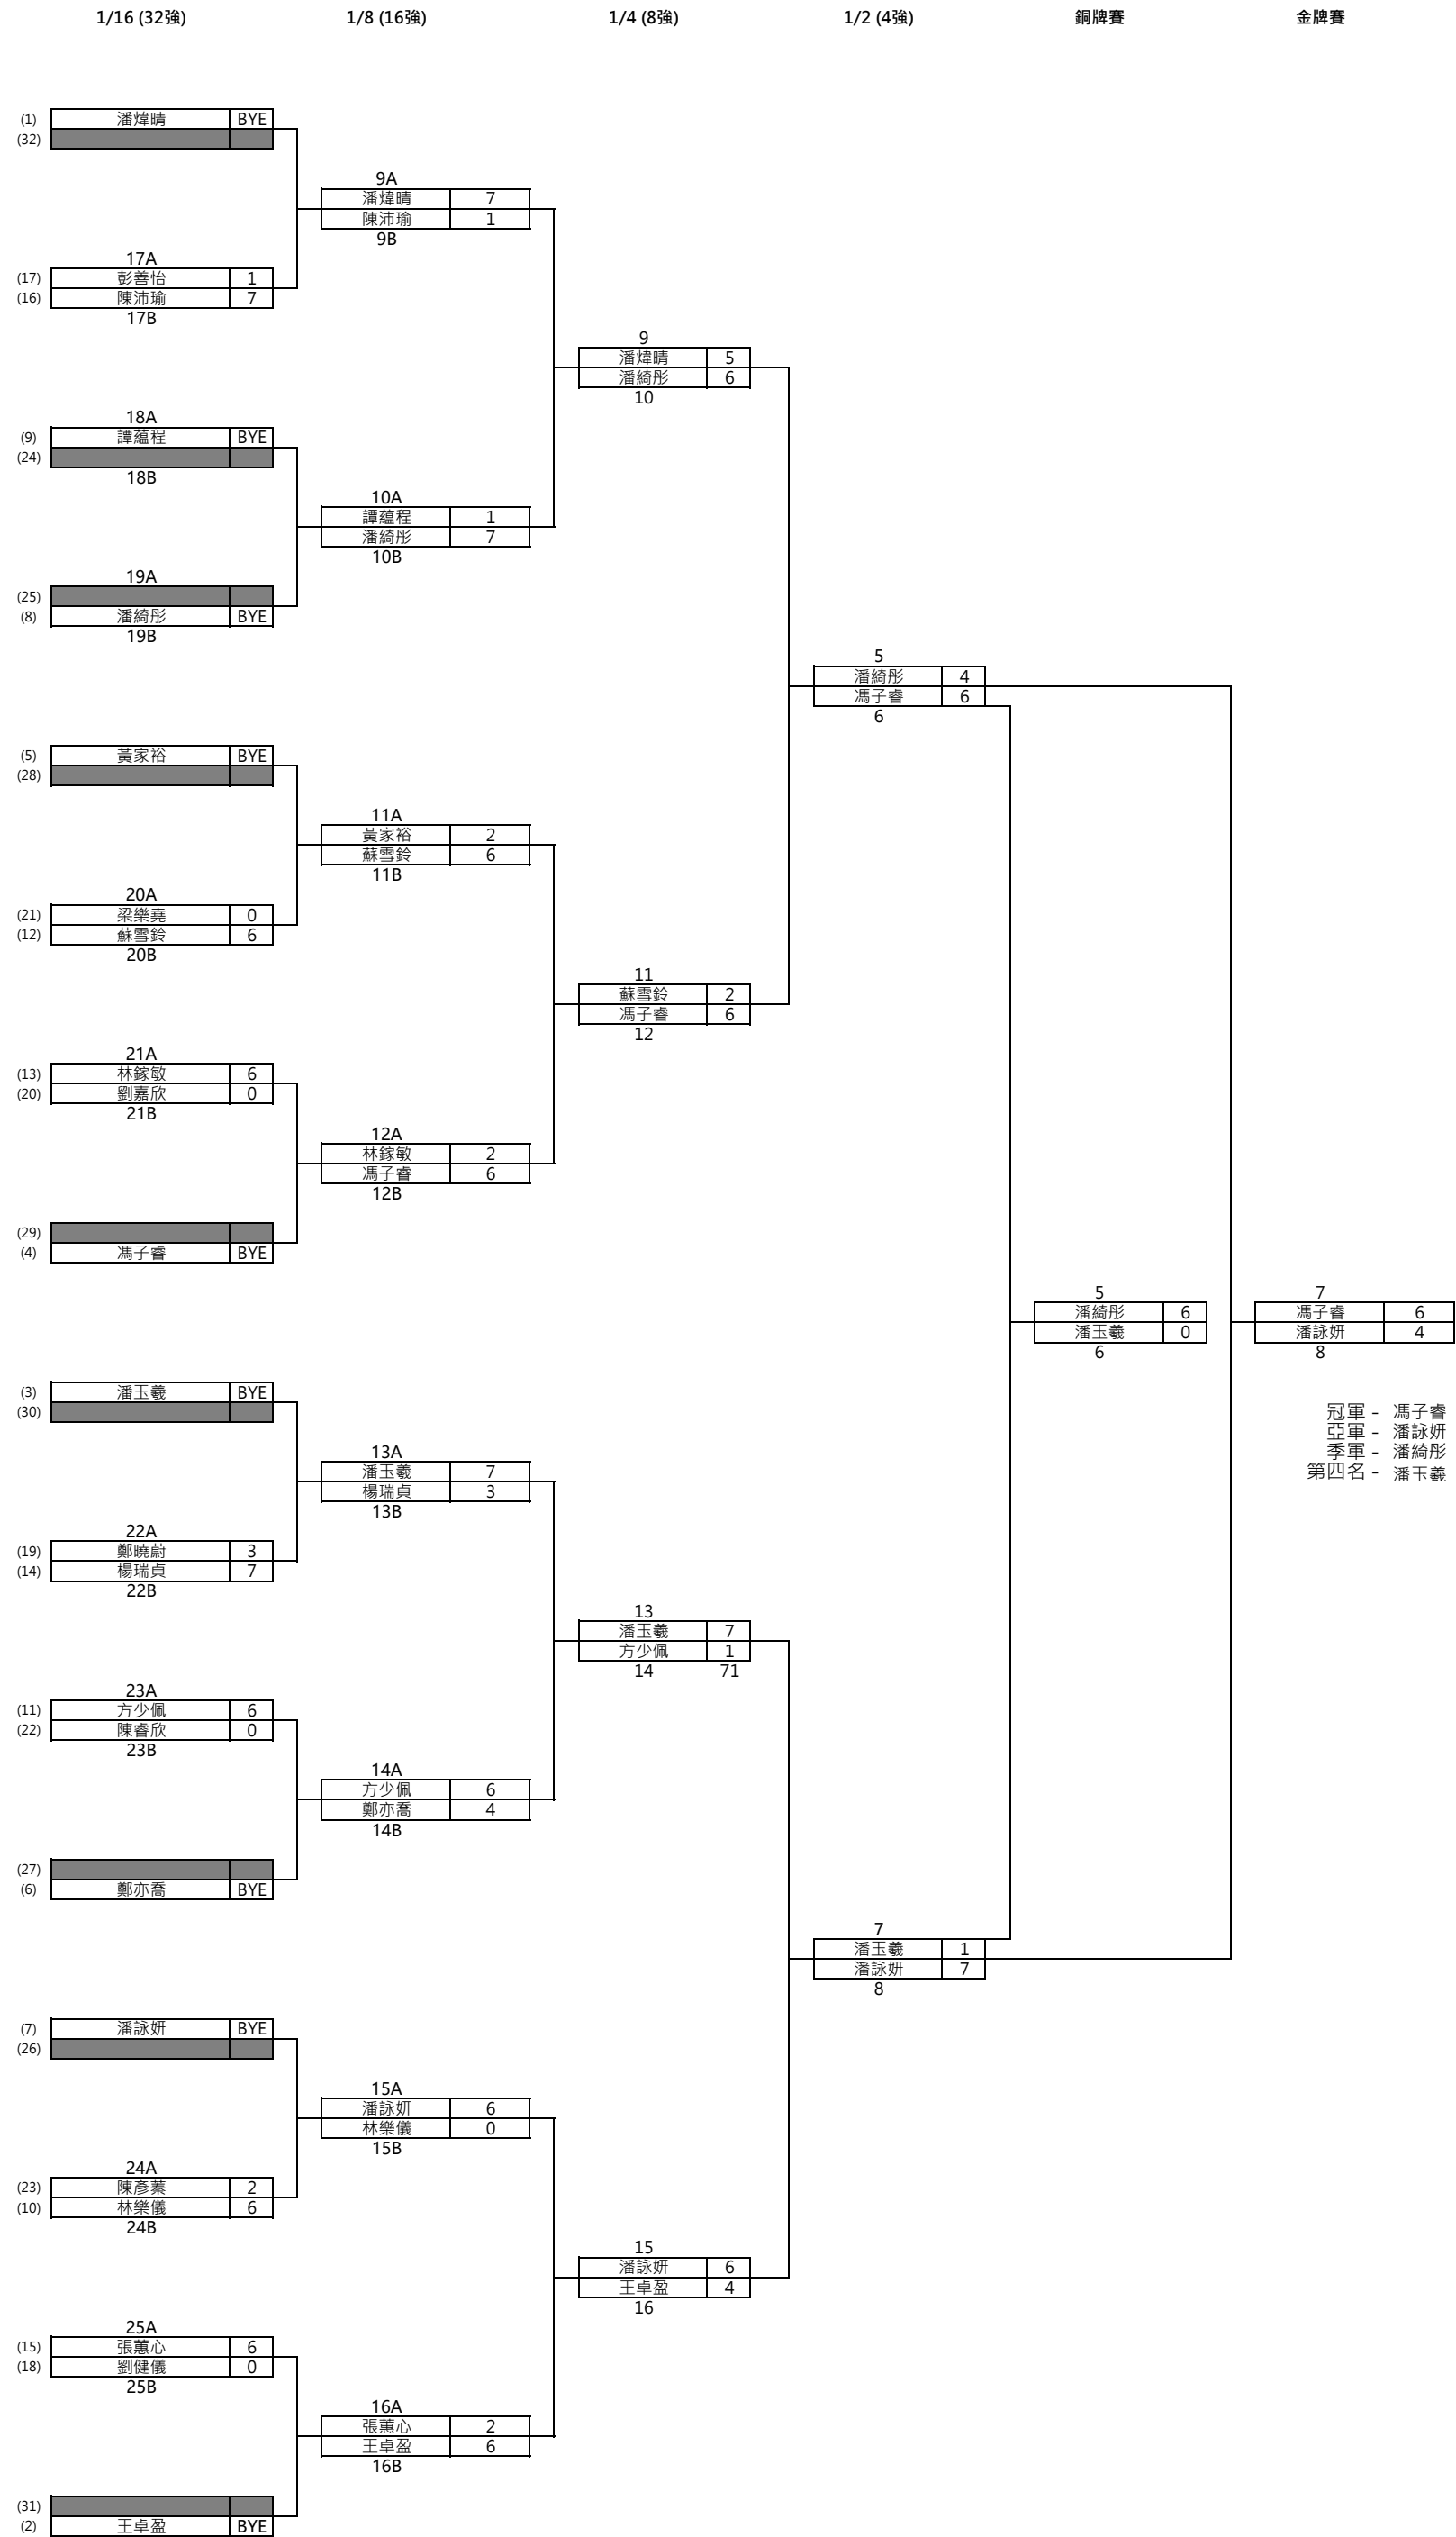 1/16 (32強) 1/8 (16強) 1/4 (8強) 1/2 (4強) 銅牌賽 金牌賽
(1) 潘煒晴 BYE
(32)
9A
潘煒晴 7
陳沛瑜 1
9B
17A
(17) 彭善怡 1
(16) 陳沛瑜 7
17B
9
潘煒晴 5
潘綺彤 6
10
18A
(9) 譚蘊程 BYE
(24)
18B
10A
譚蘊程 1
潘綺彤 7
10B
19A
(25)
(8) 潘綺彤 BYE
19B
5
潘綺彤 4
馮子睿 6
6
(5) 黃家裕 BYE
(28)
11A
黃家裕 2
蘇雪鈴 6
11B
20A
(21) 梁樂堯 0
(12) 蘇雪鈴 6
20B
11
蘇雪鈴 2
馮子睿 6
12
21A
(13) 林鎵敏 6
(20) 劉嘉欣 0
21B
12A
林鎵敏 2
馮子睿 6
12B
(29)
(4) 馮子睿 BYE
5 7
潘綺彤 6 馮子睿 6
潘玉羲 0 潘詠妍 4
6 8
(3) 潘玉羲 BYE
(30)
冠軍 - 馮子睿
亞軍 - 潘詠妍
季軍 - 潘綺彤
第四名 - 潘玉羲
13A
潘玉羲 7
楊瑞貞 3
13B
22A
(19) 鄭曉蔚 3
(14) 楊瑞貞 7
22B
13
潘玉羲 7
方少佩 1
14 71
23A
(11) 方少佩 6
(22) 陳睿欣 0
23B
14A
方少佩 6
鄭亦喬 4
14B
(27)
(6) 鄭亦喬 BYE
7
潘玉羲 1
潘詠妍 7
8
(7) 潘詠妍 BYE
(26)
15A
潘詠妍 6
林樂儀 0
15B
24A
(23) 陳彥蓁 2
(10) 林樂儀 6
24B
15
潘詠妍 6
王卓盈 4
16
25A
(15) 張蕙心 6
(18) 劉健儀 0
25B
16A
張蕙心 2
王卓盈 6
16B
(31)
(2) 王卓盈 BYE